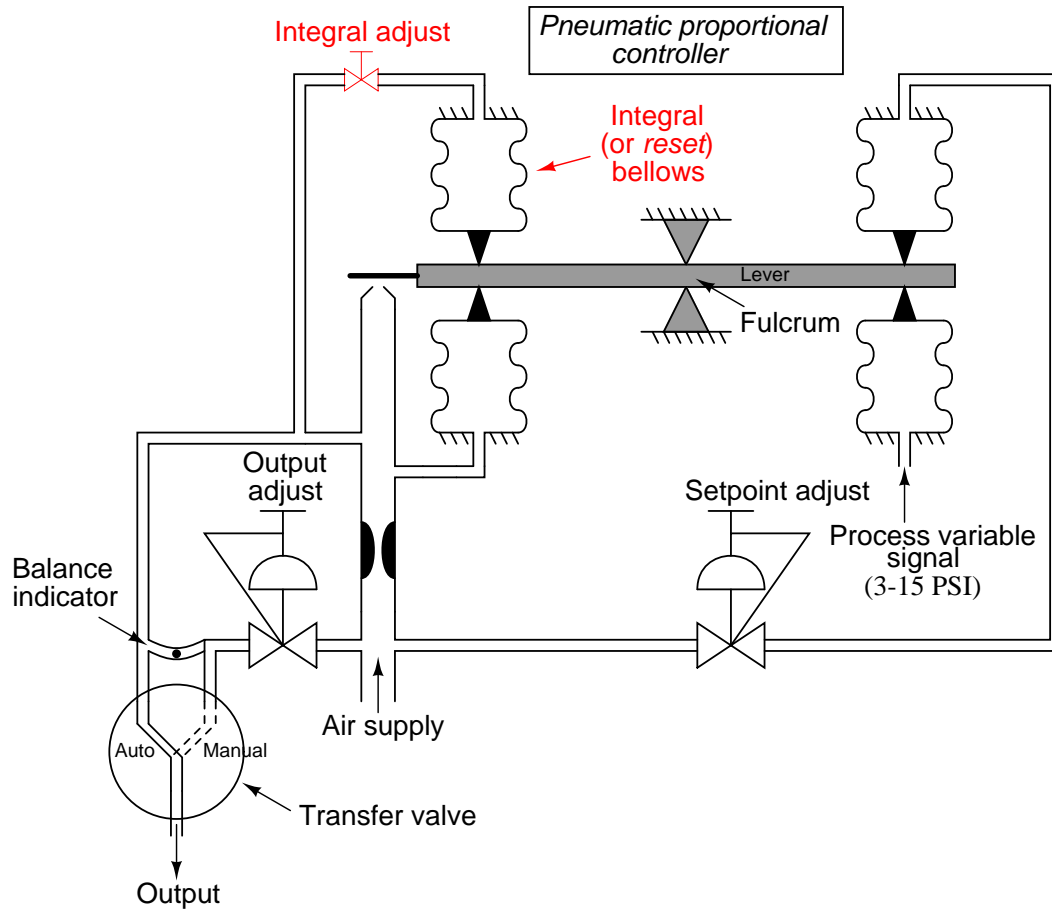 Pneumatic proportional
controller
Integral adjust
Integral
(or reset)
bellows
Lever
Fulcrum
Output
adjust
Setpoint adjust
Process variable
signal
(3-15 PSI)
Balance
indicator
Air supply
Auto
Manual
Transfer valve
Output